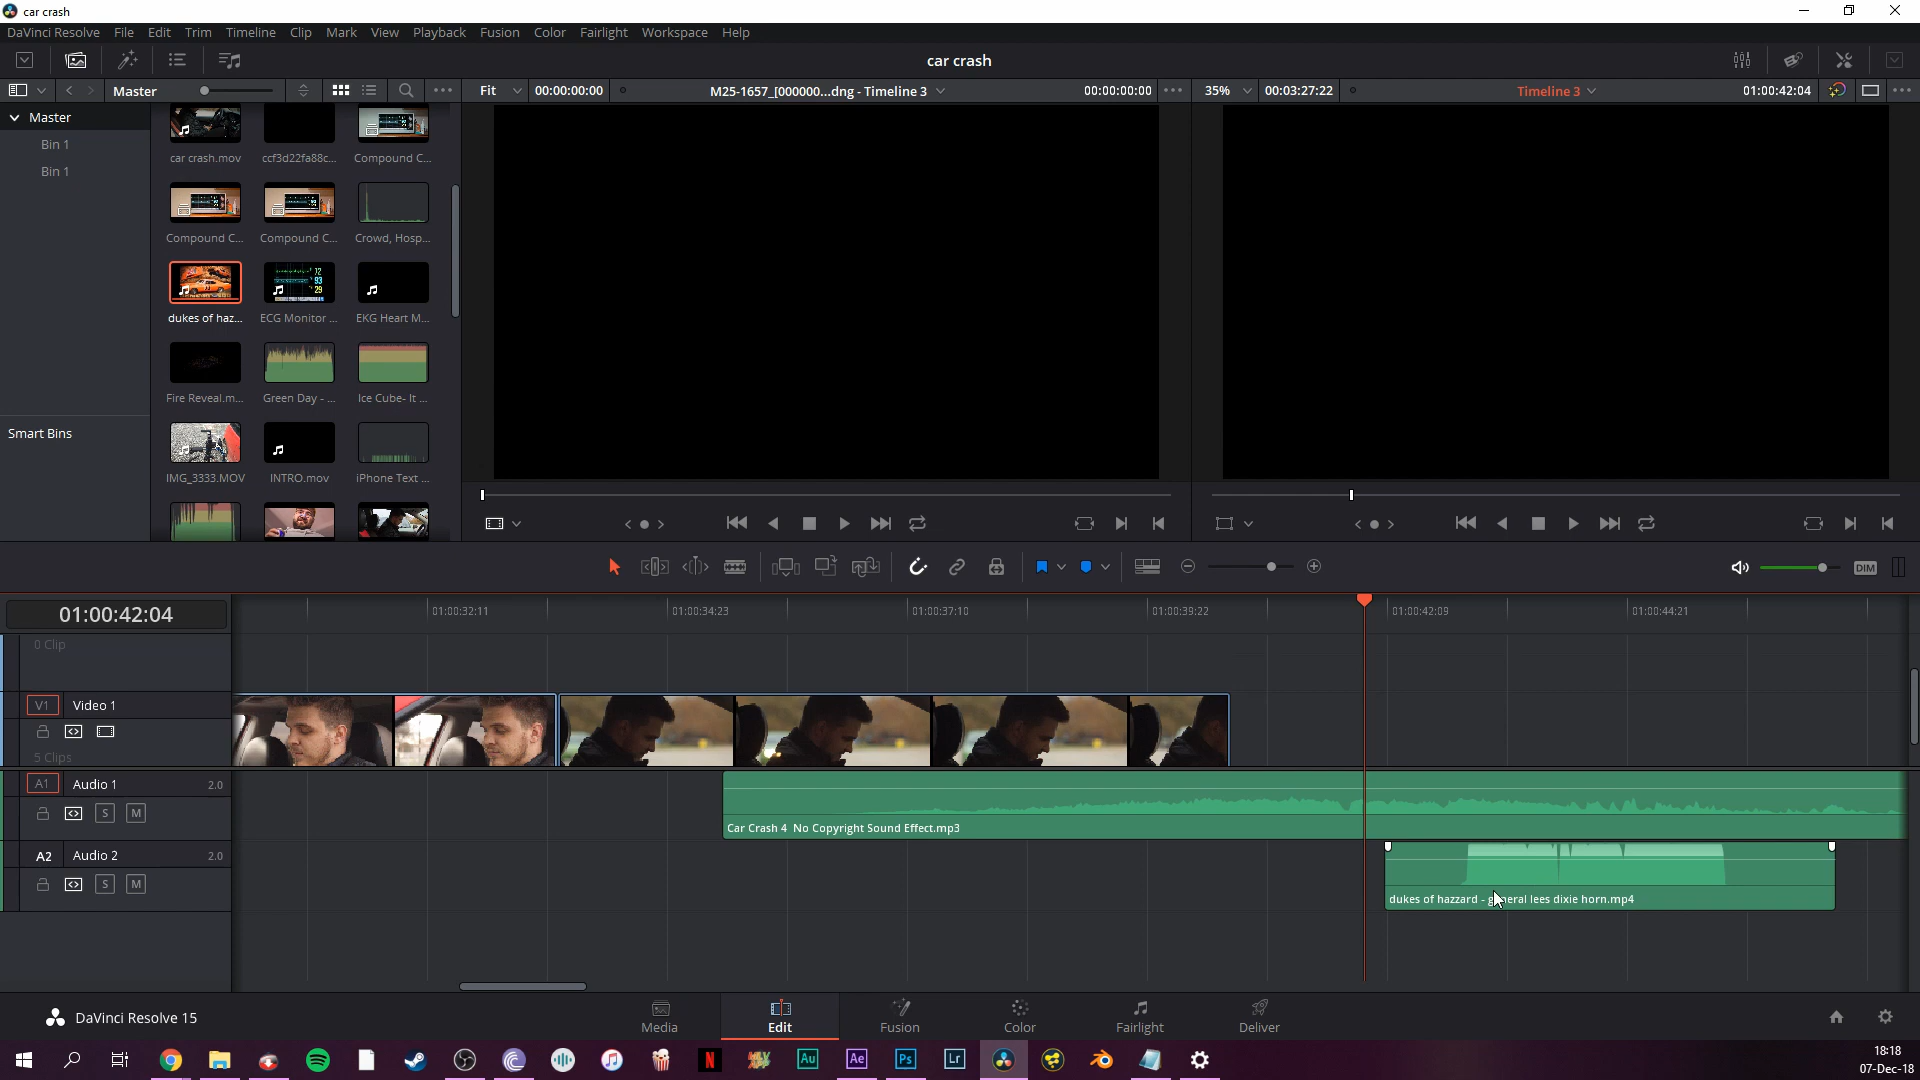 car crash
DaVinci Resolve File Edit Trim Timeline Clip Mark View Playback Fusion Color Fairlight Workspace Help
car crash
Master
Fit 00:00:00:00 M25-1657_[000000...dng - Timeline 3 00:00:00:00
35% 00:03:27:22 Timeline 3 01:00:42:04
Master
Bin 1
Bin 1
Smart Bins
car crash.mov ccf3d22fa88c... Compound C...
Compound C... Compound C... Crowd, Hosp...
dukes of haz... ECG Monitor ... EKG Heart M...
Fire Reveal.m... Green Day - ... Ice Cube- It ...
IMG_3333.MOV INTRO.mov iPhone Text ...
DIM
01:00:42:04
01:00:32:11 01:00:34:23 01:00:37:10 01:00:39:22 01:00:42:09 01:00:44:21
0 Clip
V1 Video 1
5 Clips
A1 Audio 1 2.0
S M
Car Crash 4 No Copyright Sound Effect.mp3
A2 Audio 2 2.0
S M
dukes of hazzard - eral lees dixie horn.mp4
DaVinci Resolve 15
Media Edit Fusion Color Fairlight Deliver
N Au Ae Ps Lr
18:18
07-Dec-18